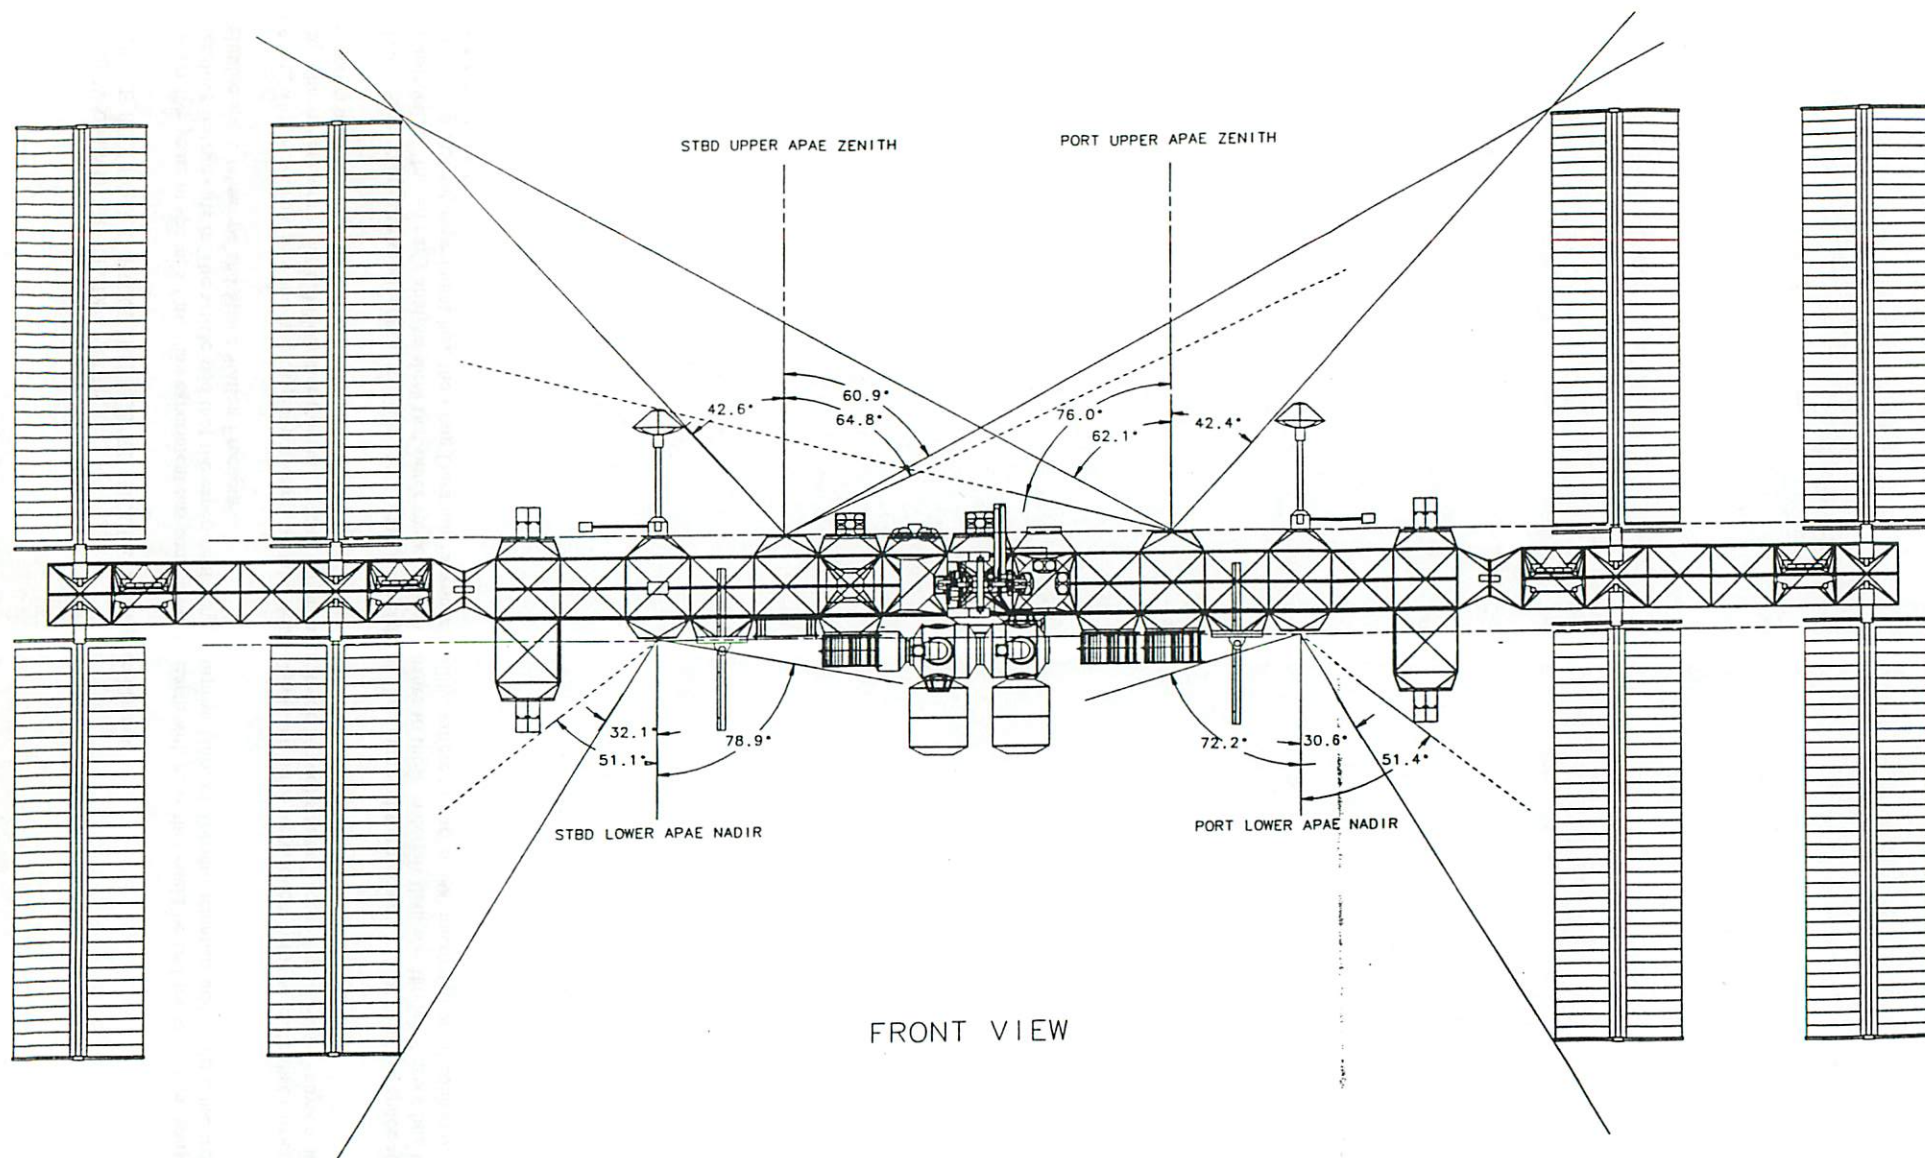 STBD UPPER APAE ZENITH
PORT UPPER APAE ZENITH
60.9°
42.6°
64.8°
76.0°
62.1°
42.4°
32.1°
51.1°
78.9°
72.2°
30.6°
51.4°
STBD LOWER APAE NADIR
PORT LOWER APAE NADIR
FRONT VIEW